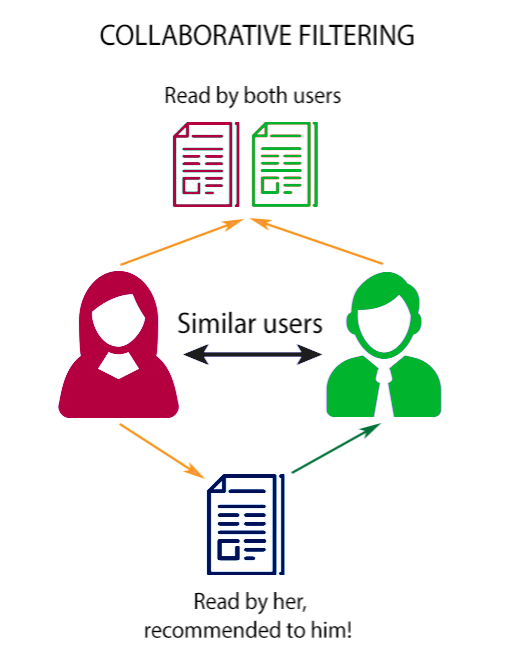 COLLABORATIVE FILTERING
Read by both users
Similar users
Read by her,
recommended to him!